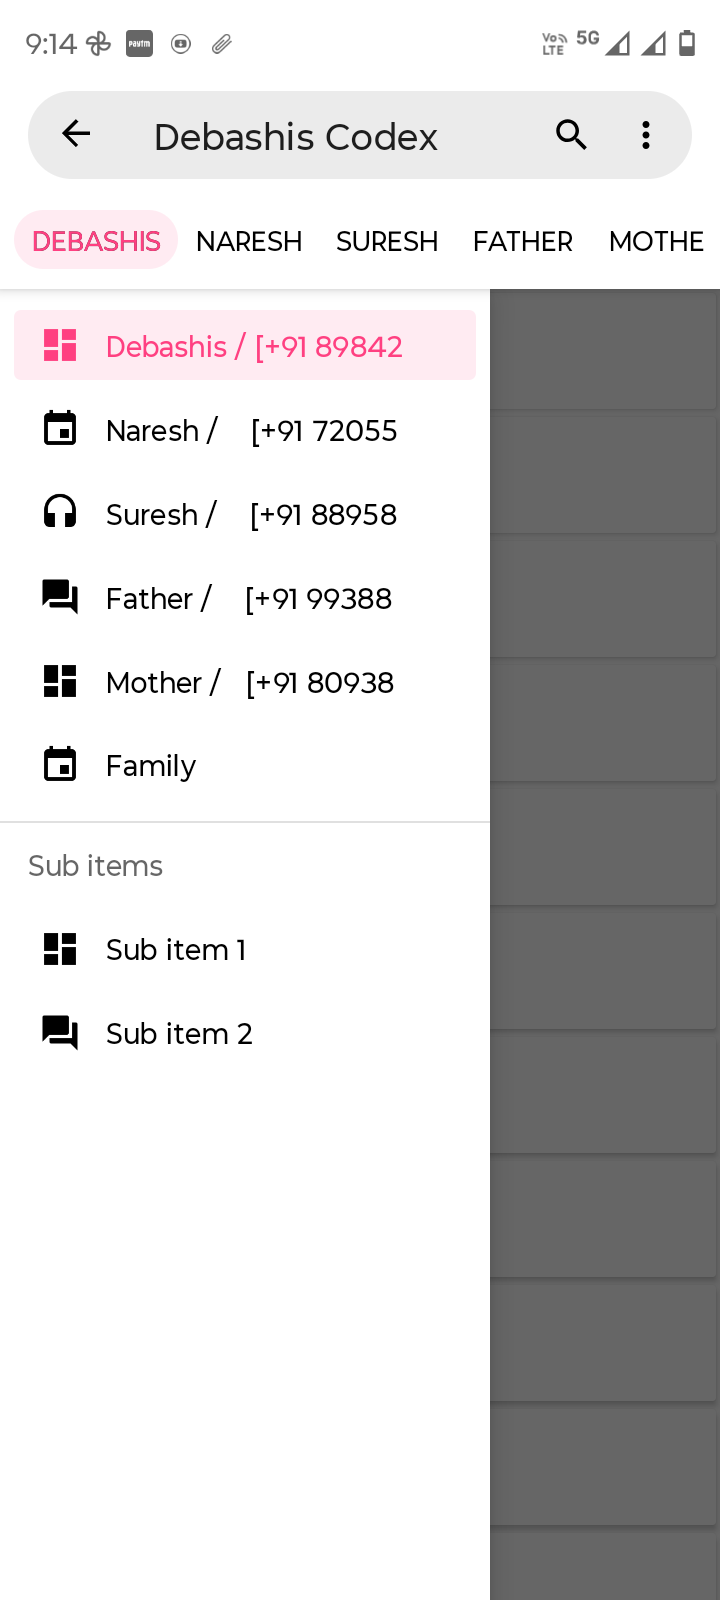 9:14 paytm Vo LTE 5G
Debashis Codex
DEBASHIS NARESH SURESH FATHER MOTHE
Debashis / [+91 89842
Naresh / [+91 72055
Suresh / [+91 88958
Father / [+91 99388
Mother / [+91 80938
Family
Sub items
Sub item 1
Sub item 2